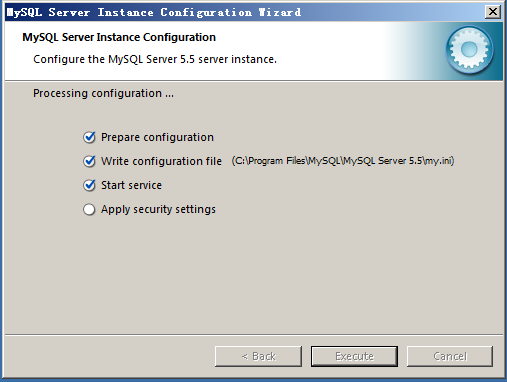 MySQL Server Instance Configuration Wizard
MySQL Server Instance Configuration
Configure the MySQL Server 5.5 server instance.
Processing configuration ...
Prepare configuration
Write configuration file (C:\Program Files\MySQL\MySQL Server 5.5\my.ini)
Start service
Apply security settings
< Back Execute Cancel